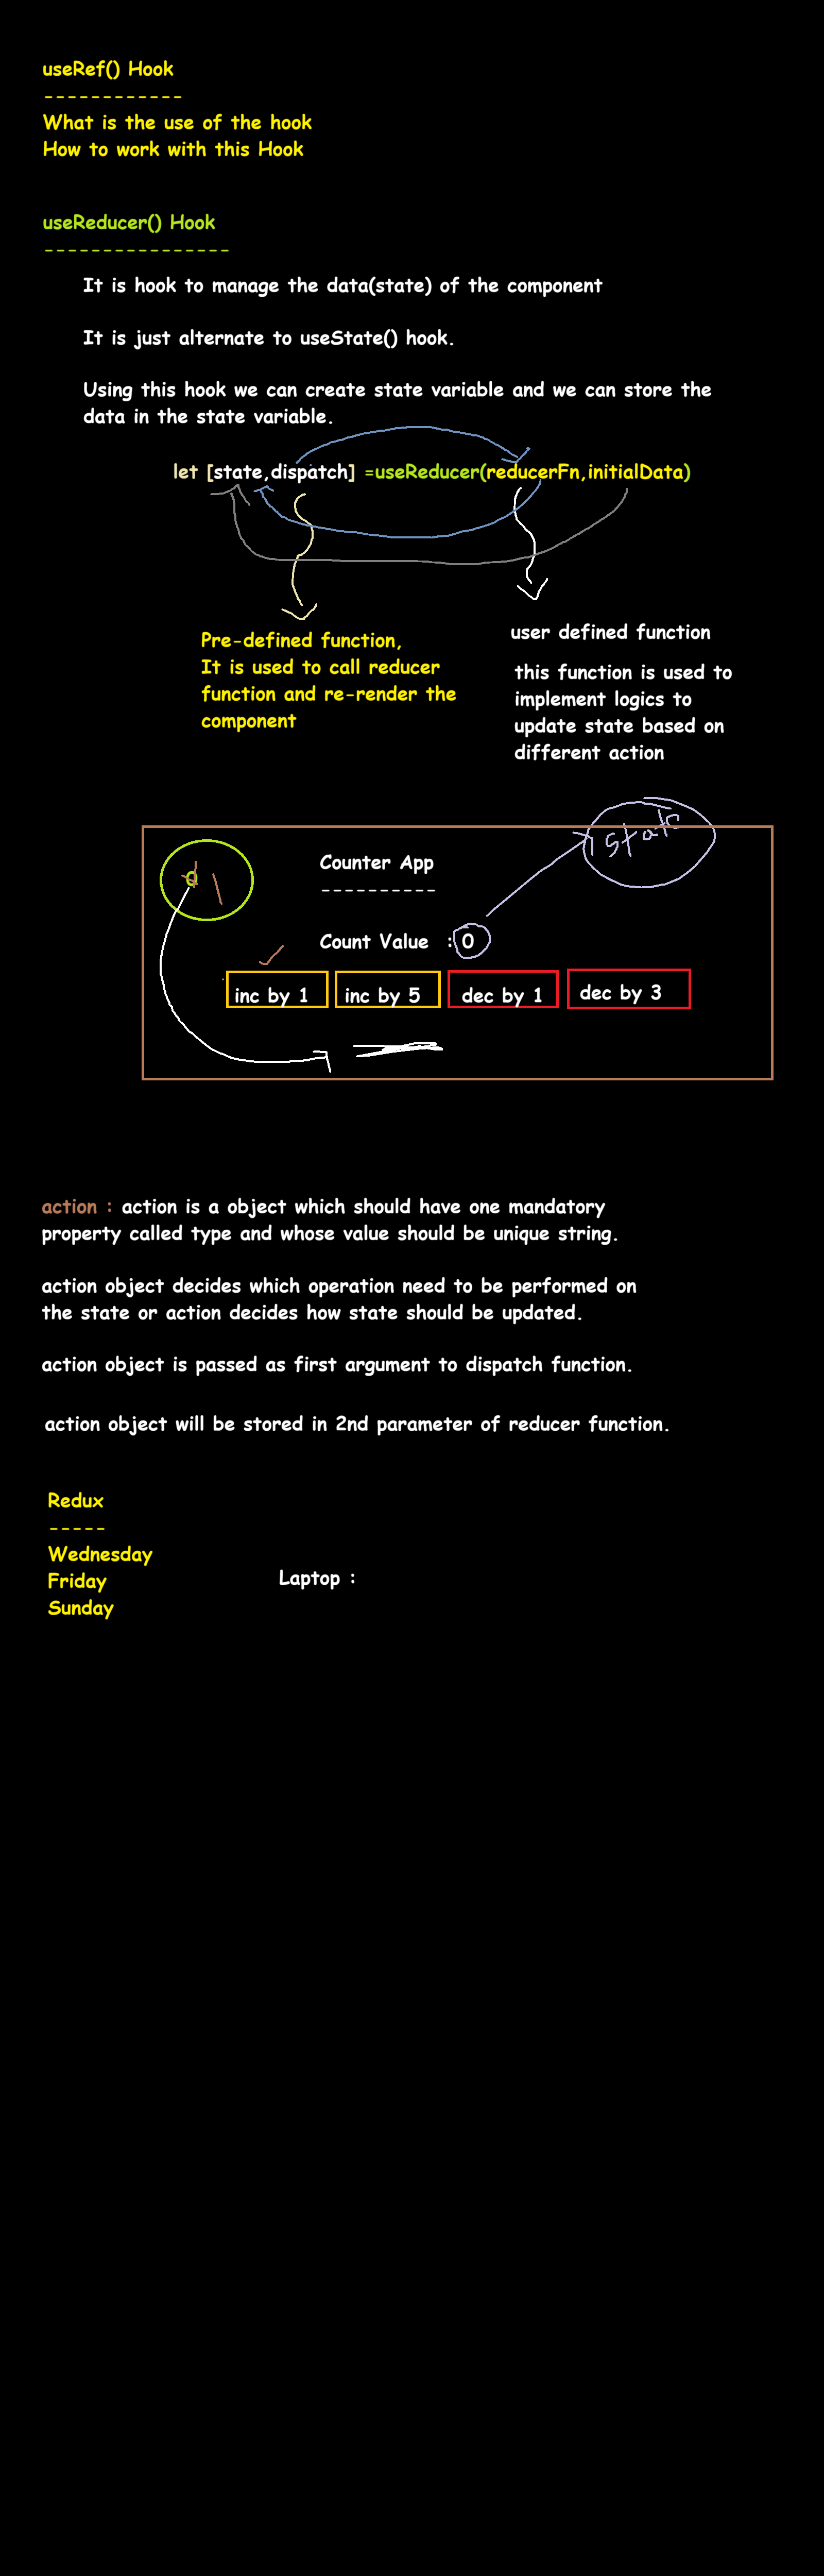 useRef() Hook
------------
What is the use of the hook
How to work with this Hook
useReducer() Hook
----------------
It is hook to manage the data(state) of the component
It is just alternate to useState() hook.
Using this hook we can create state variable and we can store the
data in the state variable.
let [state,dispatch] =useReducer(reducerFn,initialData)
Pre-defined function,
It is used to call reducer
function and re-render the
component
user defined function
this function is used to
implement logics to
update state based on
different action
state
Counter App
----------
Count Value : 0
inc by 1 inc by 5 dec by 1 dec by 3
action : action is a object which should have one mandatory
property called type and whose value should be unique string.
action object decides which operation need to be performed on
the state or action decides how state should be updated.
action object is passed as first argument to dispatch function.
action object will be stored in 2nd parameter of reducer function.
Redux
-----
Wednesday
Friday
Sunday
Laptop :